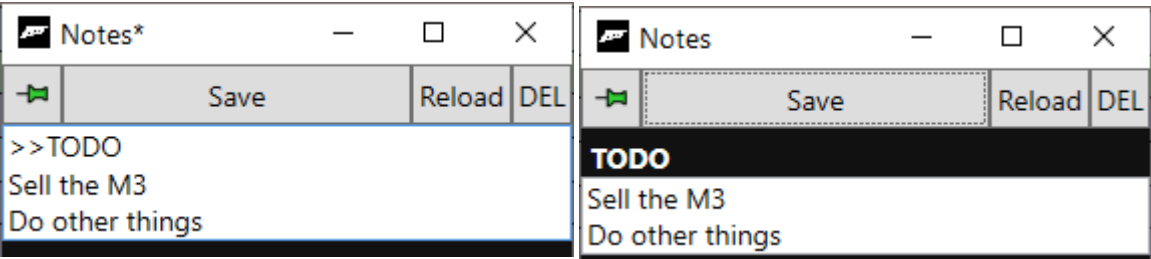 Notes*
Save Reload DEL
>>TODO
Sell the M3
Do other things
Notes
Save Reload DEL
TODO
Sell the M3
Do other things